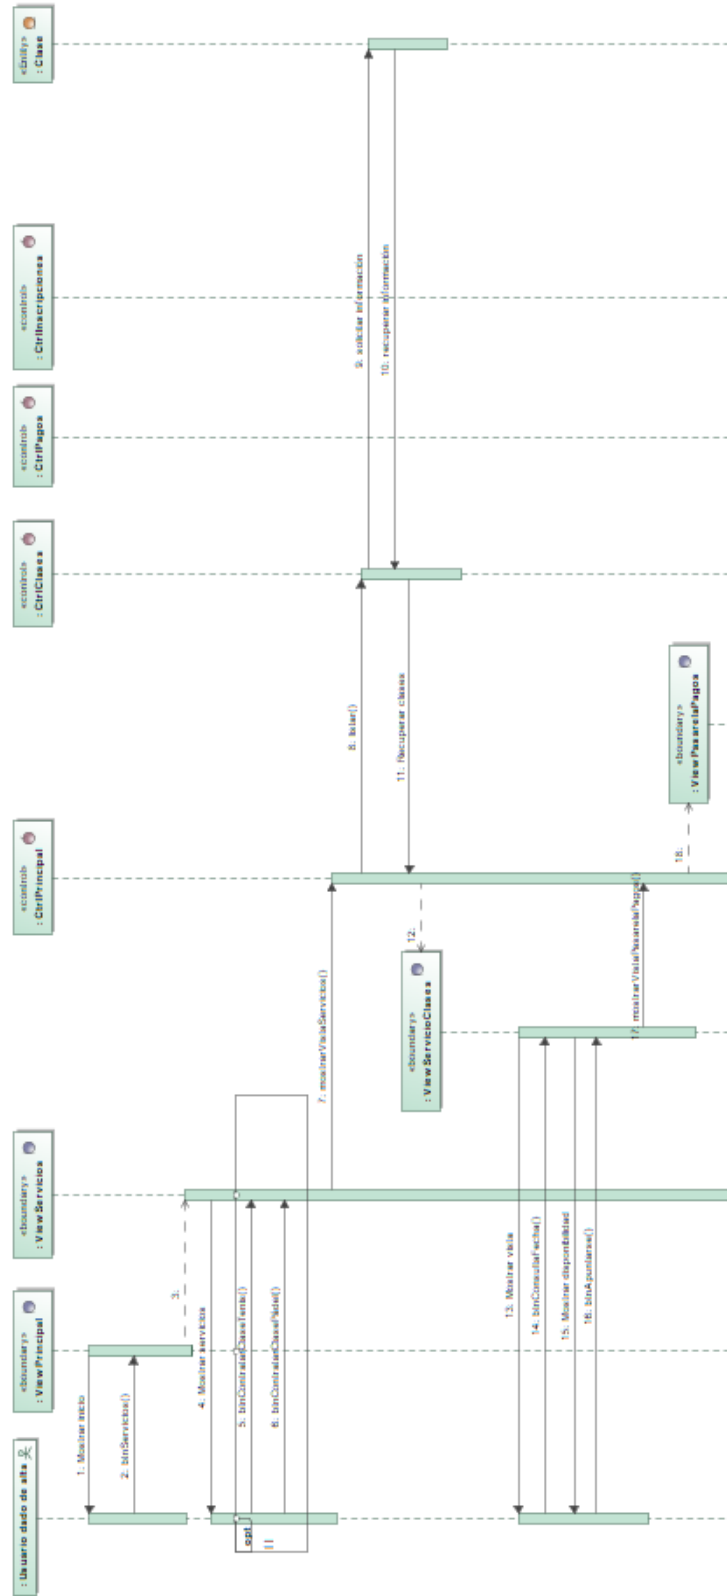 : Usuario dado de alta
«boundary»
: ViewPrincipal
«boundary»
: ViewServicios
«control»
: CtrlPrincipal
«control»
: CtrlClases
«control»
: CtrlPagos
«control»
: CtrlInscripciones
«Entity»
: Clase
1: Mostrar inicio
2: btnServicios()
3:
4: Mostrar servicios
opt
[]
5: btnContratarClaseTenis()
6: btnContratarClasePádel()
7: mostrarVistaServicios()
8: listar()
9: solicitar información
10: recuperar información
11: Recuperar clases
12:
«boundary»
: ViewServicioClases
13: Mostrar vista
14: btnConsultaFecha()
15: Mostrar disponibilidad
16: btnApuntarse()
17: mostrarVistaPasarelaPagos()
18:
«boundary»
: ViewPasarelaPagos